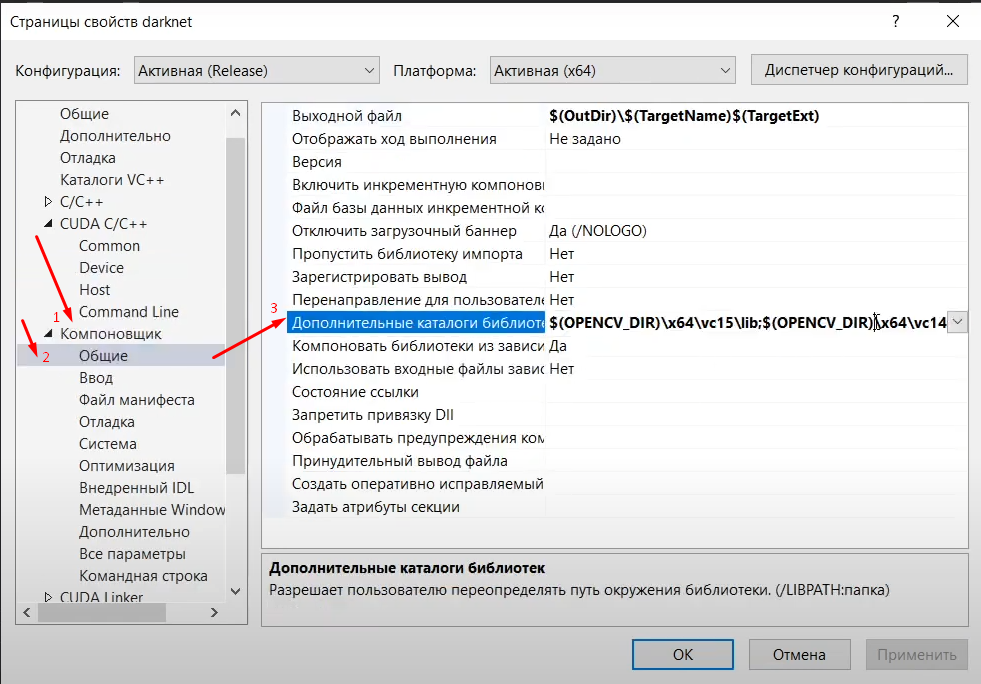 Страницы свойств darknet
?
Конфигурация: Активная (Release) Платформа: Активная (x64) Диспетчер конфигураций...
Общие
Дополнительно
Отладка
Каталоги VC++
C/C++
CUDA C/C++
Common
Device
Host
Command Line
1
Компоновщик
2
Общие
Ввод
Файл манифеста
Отладка
Система
Оптимизация
Внедренный IDL
Метаданные Window
Дополнительно
Все параметры
Командная строка
CUDA Linker
Выходной файл $(OutDir)\$(TargetName)$(TargetExt)
Отображать ход выполнения Не задано
Версия
Включить инкрементную компонові
Файл базы данных инкрементной кс
Отключить загрузочный баннер Да (/NOLOGO)
Пропустить библиотеку импорта Нет
Зарегистрировать вывод Нет
Перенаправление для пользователе Нет
3
Дополнительные каталоги библиоте $(OPENCV_DIR)\x64\vc15\lib;$(OPENCV_DIR)\x64\vc14
Компоновать библиотеки из зависи Да
Использовать входные файлы завис Нет
Состояние ссылки
Запретить привязку Dll
Обрабатывать предупреждения ком
Принудительный вывод файла
Создать оперативно исправляемый
Задать атрибуты секции
Дополнительные каталоги библиотек
Разрешает пользователю переопределять путь окружения библиотеки. (/LIBPATH:папка)
ОК Отмена Применить